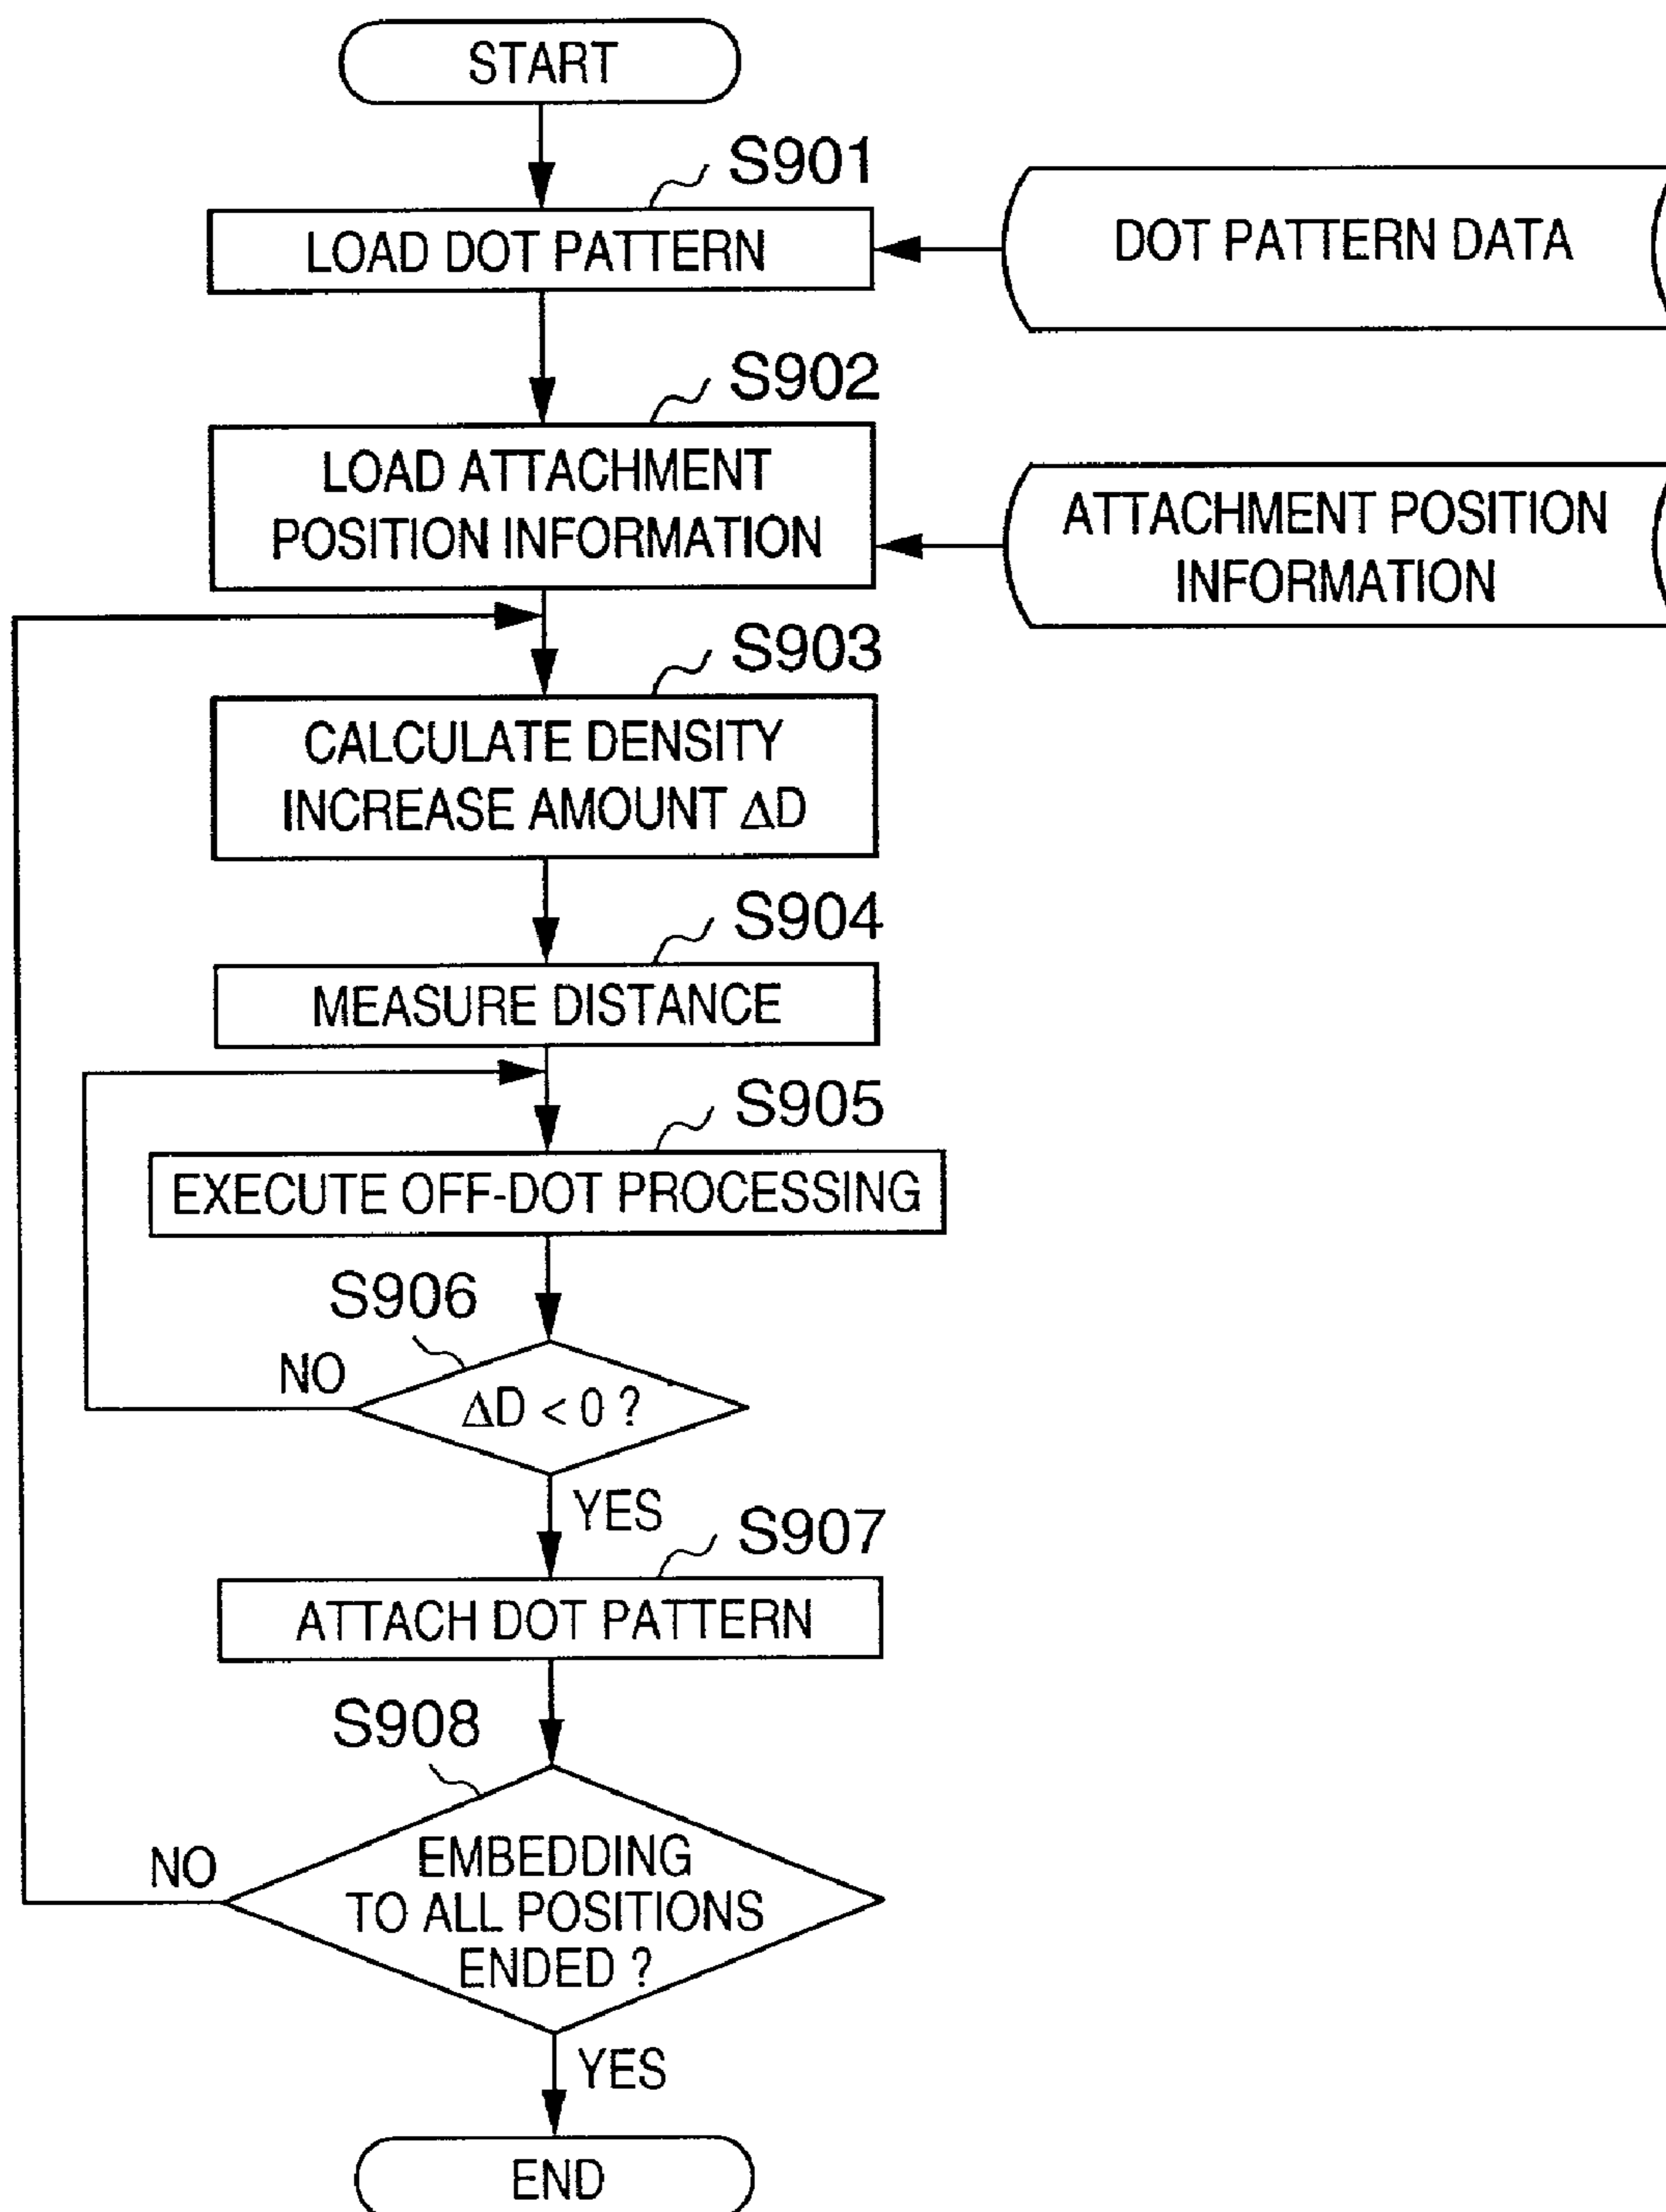 START
S901
LOAD DOT PATTERN
DOT PATTERN DATA
S902
LOAD ATTACHMENT
POSITION INFORMATION
ATTACHMENT POSITION
INFORMATION
S903
CALCULATE DENSITY
INCREASE AMOUNT ΔD
S904
MEASURE DISTANCE
S905
EXECUTE OFF-DOT PROCESSING
S906
NO
ΔD < 0 ?
YES
S907
ATTACH DOT PATTERN
S908
NO
EMBEDDING
TO ALL POSITIONS
ENDED ?
YES
END